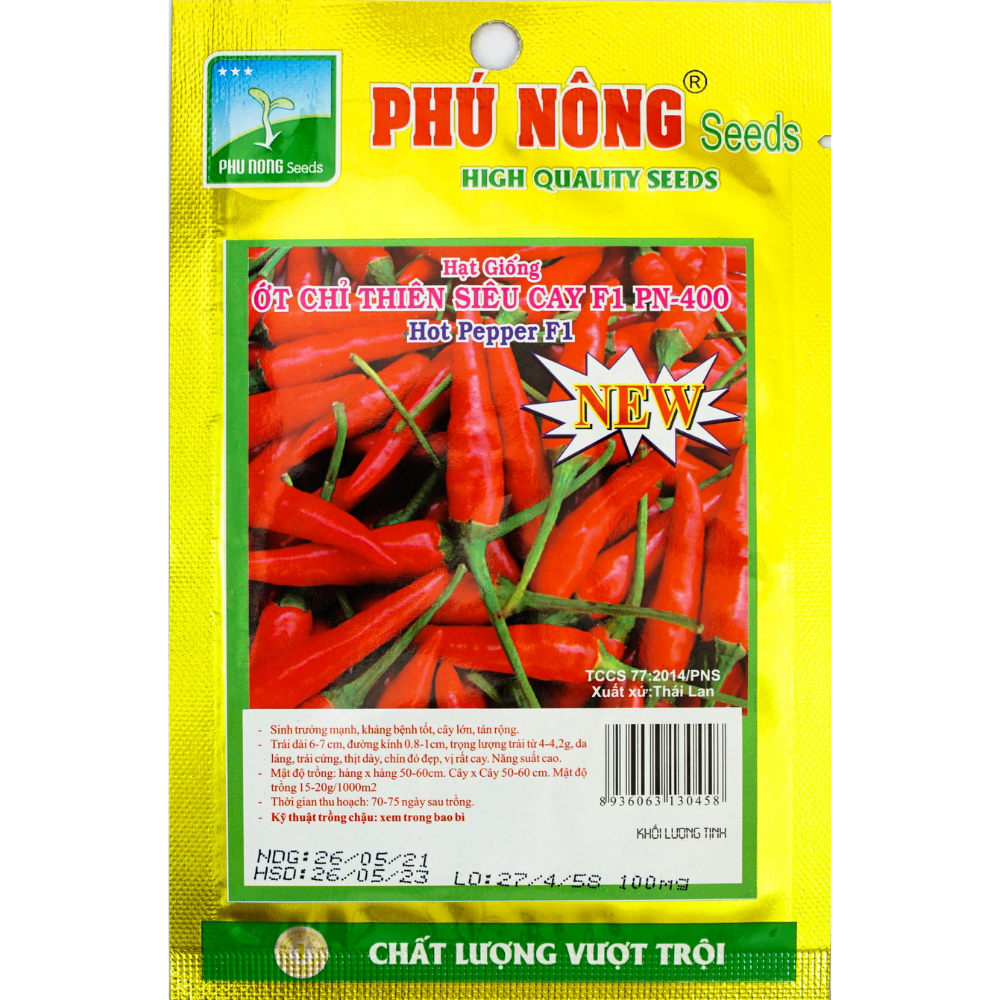 PHU NONG Seeds
PHÚ NÔNG® Seeds
HIGH QUALITY SEEDS
Hạt Giống
ỚT CHỈ THIÊN SIÊU CAY F1 PN-400
Hot Pepper F1
NEW
TCCS 77:2014/PNS
Xuất xứ:Thái Lan
- Sinh trưởng mạnh, kháng bệnh tốt, cây lớn, tán rộng.
- Trái dài 6-7 cm, đường kính 0.8-1cm, trọng lượng trái từ 4-4,2g, da
láng, trái cứng, thịt dày, chín đỏ đẹp, vị rất cay. Năng suất cao.
- Mật độ trồng: hàng x hàng 50-60cm. Cây x Cây 50-60 cm. Mật độ
trồng 15-20g/1000m2
- Thời gian thu hoạch: 70-75 ngày sau trồng.
- Kỹ thuật trồng chậu: xem trong bao bì
8936063130458
KHỐI LƯỢNG TỊNH
NDG:26/05/21
HSD:26/05/23 LO:27/4/58 100mg
CHẤT LƯỢNG VƯỢT TRỘI